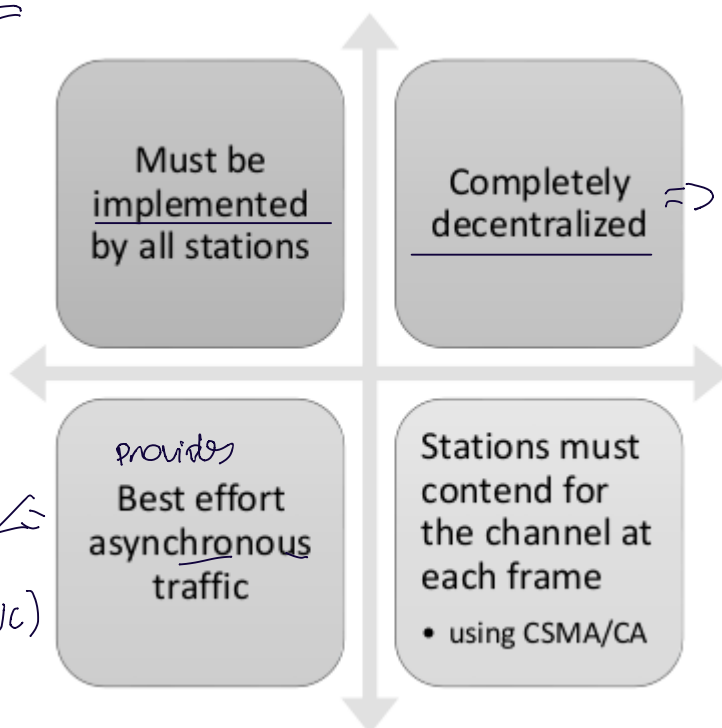 Must be
implemented
by all stations
Completely
decentralized
provides
Best effort
asynchronous
traffic
Stations must
contend for
the channel at
each frame
• using CSMA/CA